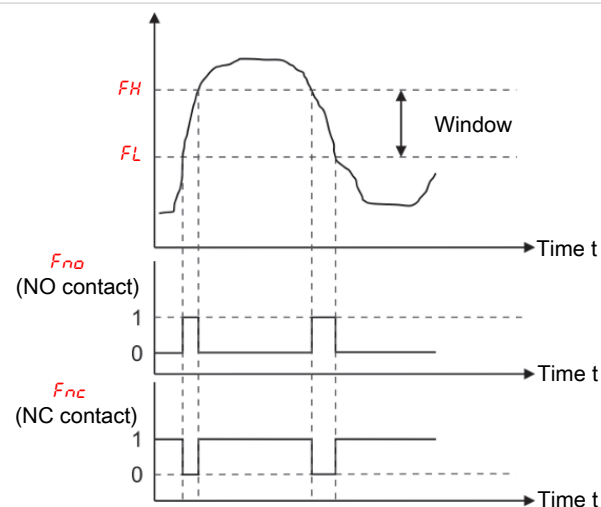 FH
Window
FL
Time t
Fno
(NO contact)
1
0
Time t
Fnc
(NC contact)
1
0
Time t